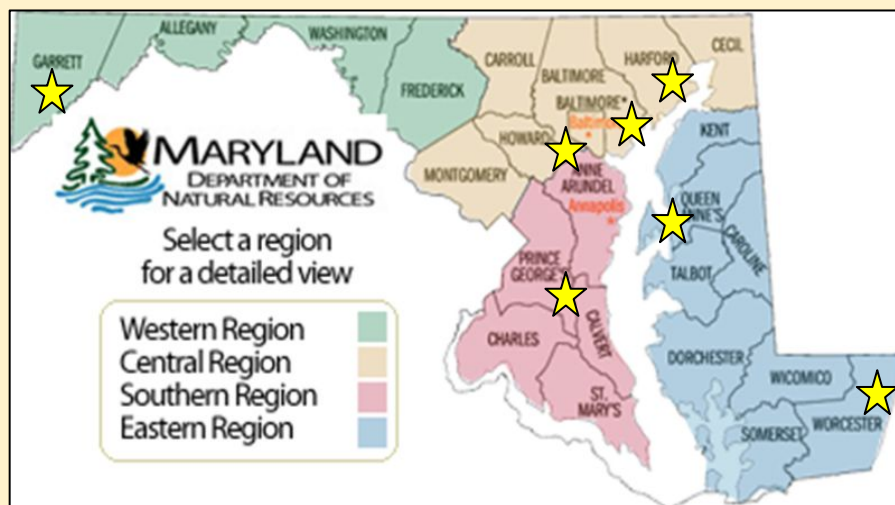 GARRETT
ALLEGANY
WASHINGTON
FREDERICK
CARROLL
BALTIMORE
HARFORD
CECIL
BALTIMORE*
HOWARD
MONTGOMERY
ANNE
ARUNDEL
Annapolis
KENT
QUEEN
ANNE'S
CAROLINE
TALBOT
PRINCE
GEORGE'
CHARLES
CALVERT
ST.
MARY'S
DORCHESTER
WICOMICO
SOMERSET
WORCESTER
MARYLAND
DEPARTMENT OF
NATURAL RESOURCES
Select a region
for a detailed view
Western Region
Central Region
Southern Region
Eastern Region